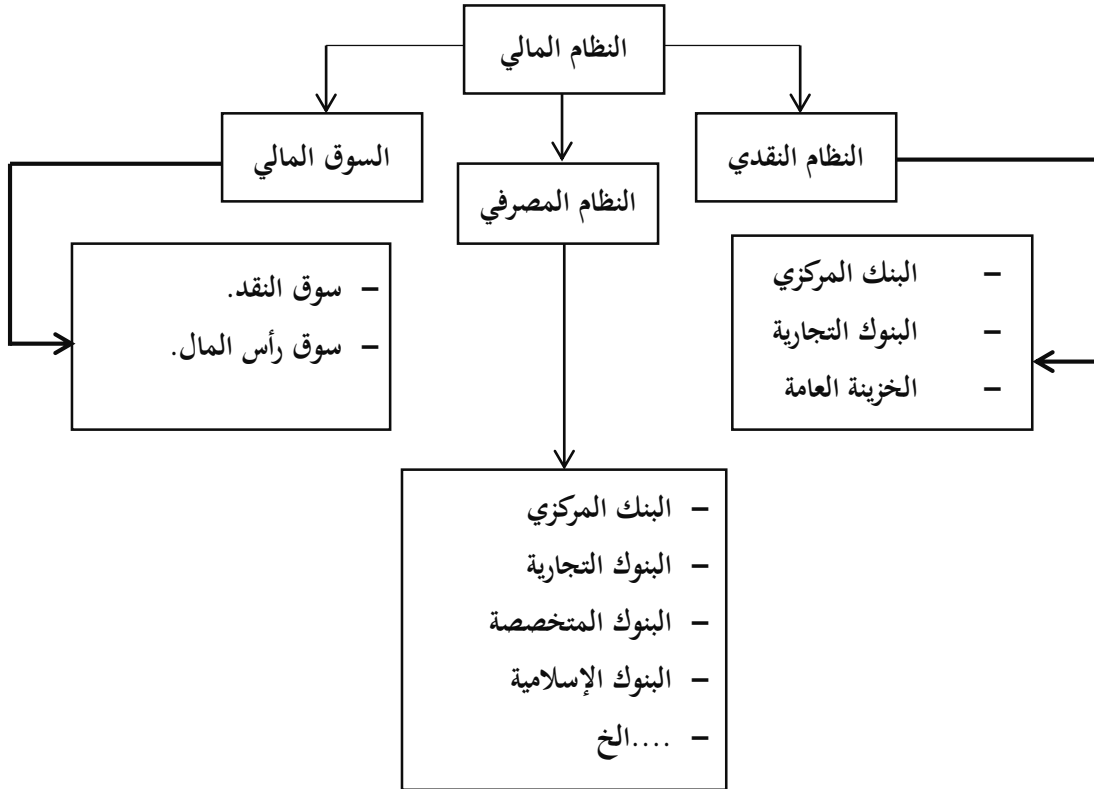 النظام المالي
النظام النقدي
النظام المصرفي
السوق المالي
– البنك المركزي
– البنوك التجارية
– الخزينة العامة
– سوق النقد.
– سوق رأس المال.
– البنك المركزي
– البنوك التجارية
– البنوك المتخصصة
– البنوك الإسلامية
– ....الخ